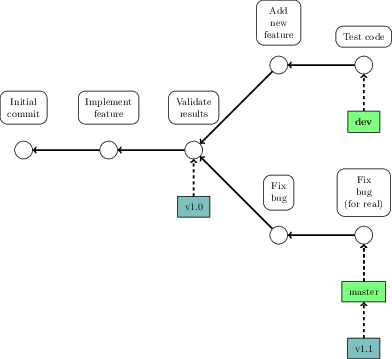 Add
new
feature
Test code
Initial
commit
Implement
feature
Validate
results
dev
v1.0
Fix
bug
Fix
bug
(for real)
master
v1.1